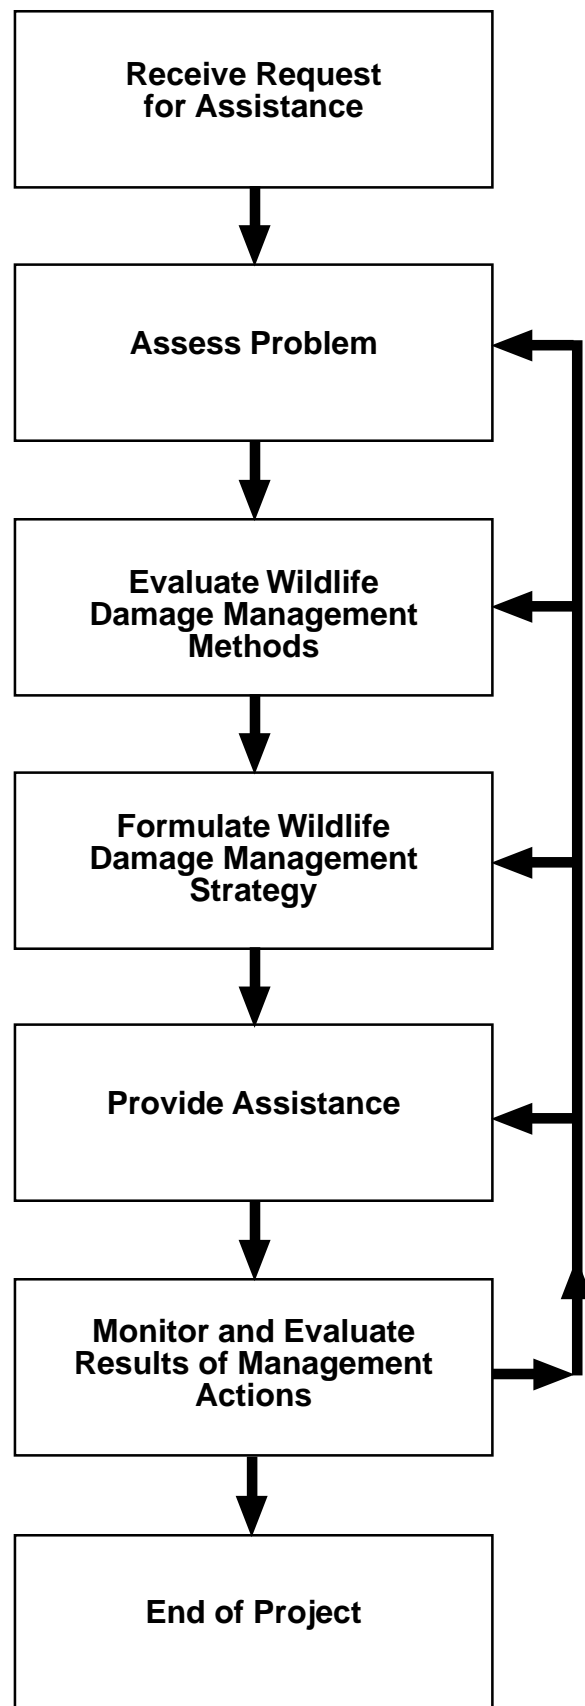 Receive Request
for Assistance
Assess Problem
Evaluate Wildlife
Damage Management
Methods
Formulate Wildlife
Damage Management
Strategy
Provide Assistance
Monitor and Evaluate
Results of Management
Actions
End of Project